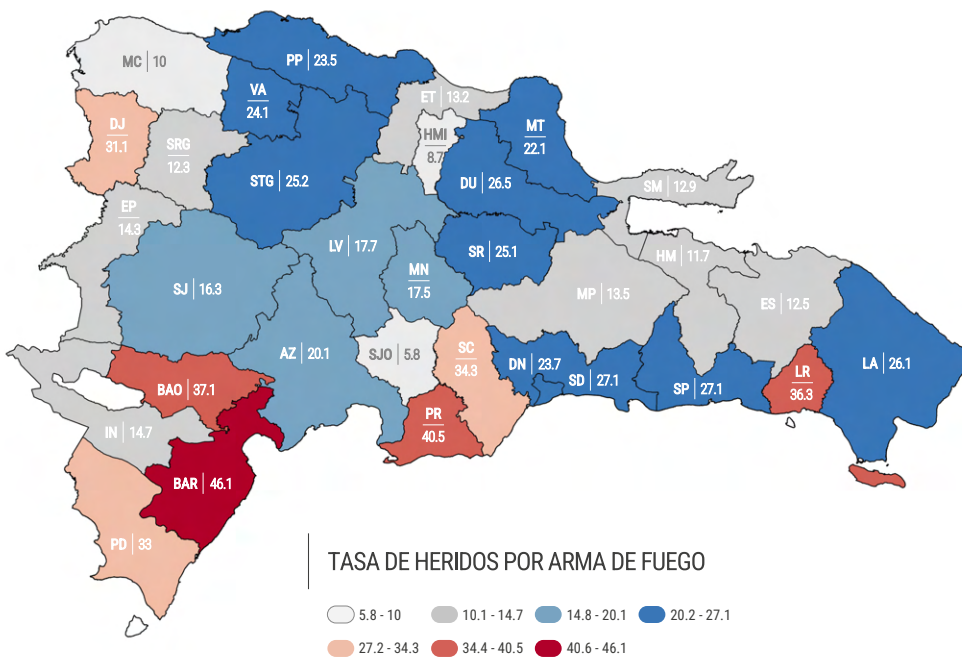 MC | 10
PP | 23.5
VA
24.1
ET | 13.2
DJ
31.1
SRG
12.3
HMI
8.7
MT
22.1
STG | 25.2
DU | 26.5
SM | 12.9
EP
14.3
LV | 17.7
SR | 25.1
HM | 11.7
MN
17.5
SJ | 16.3
MP | 13.5
ES | 12.5
AZ | 20.1
SJO | 5.8
SC
34.3
DN | 23.7
SD | 27.1
SP | 27.1
LR
36.3
LA | 26.1
BAO | 37.1
PR
40.5
IN | 14.7
BAR | 46.1
PD | 33
TASA DE HERIDOS POR ARMA DE FUEGO
5.8 - 10 10.1 - 14.7 14.8 - 20.1 20.2 - 27.1
27.2 - 34.3 34.4 - 40.5 40.6 - 46.1